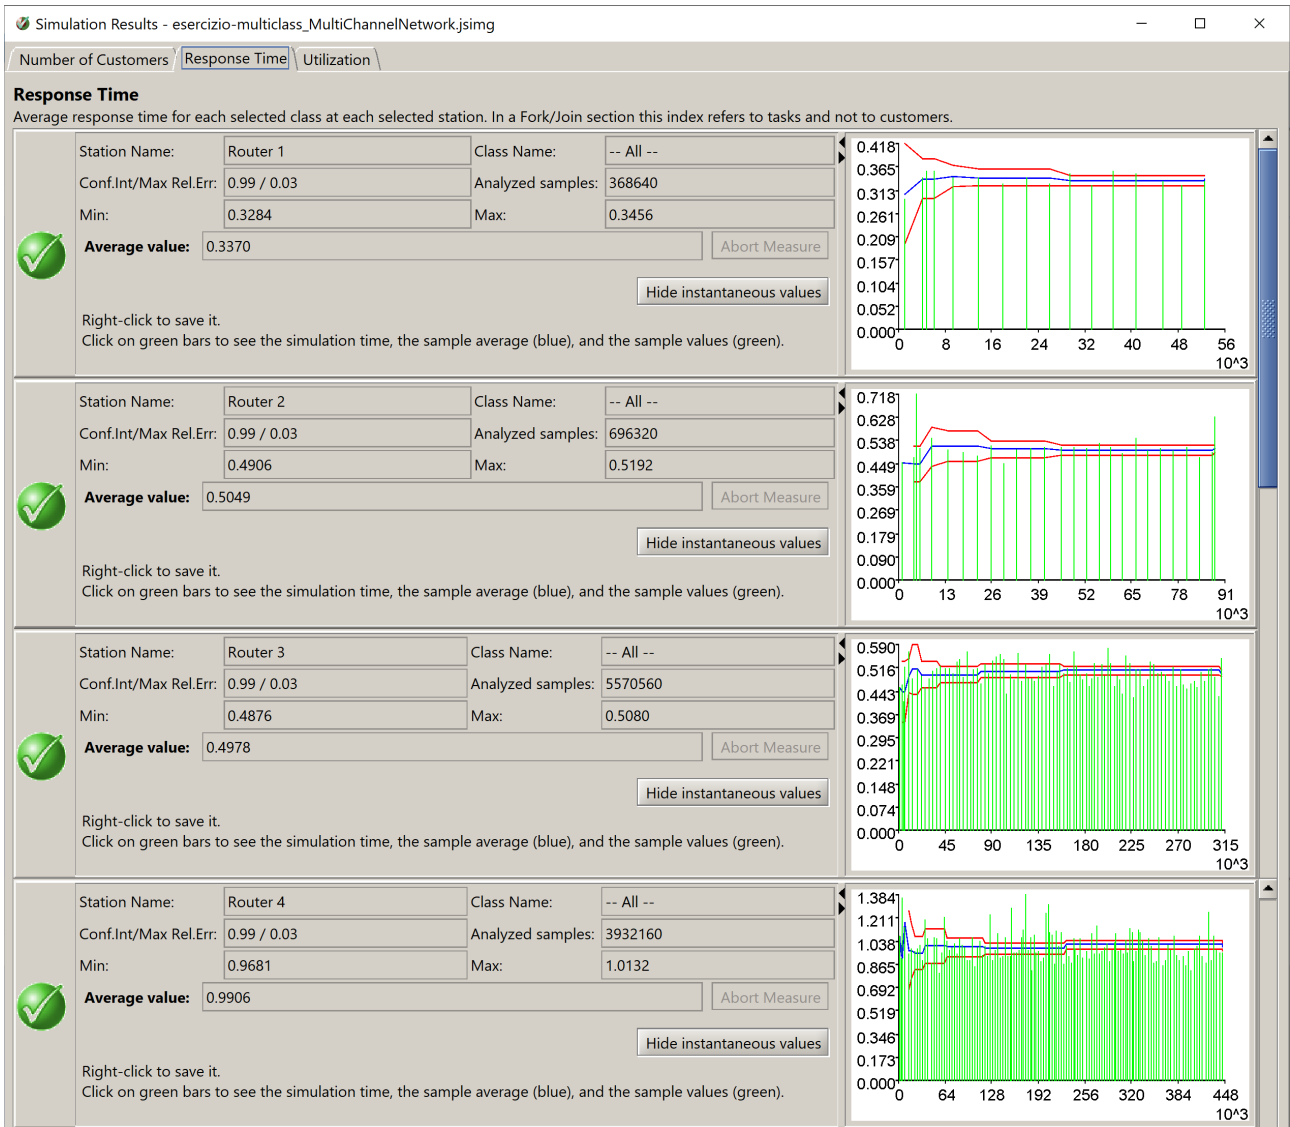 Simulation Results - esercizio-multiclass_MultiChannelNetwork.jsimg
Number of Customers Response Time Utilization
Response Time
Average response time for each selected class at each selected station. In a Fork/Join section this index refers to tasks and not to customers.
Station Name: Router 1 Class Name: -- All --
Conf.Int/Max Rel.Err: 0.99 / 0.03 Analyzed samples: 368640
Min: 0.3284 Max: 0.3456
Average value: 0.3370 Abort Measure
Hide instantaneous values
Right-click to save it.
Click on green bars to see the simulation time, the sample average (blue), and the sample values (green).
0.418
0.365
0.313
0.261
0.209
0.157
0.104
0.052
0.000
0 8 16 24 32 40 48 56
10^3
Station Name: Router 2 Class Name: -- All --
Conf.Int/Max Rel.Err: 0.99 / 0.03 Analyzed samples: 696320
Min: 0.4906 Max: 0.5192
Average value: 0.5049 Abort Measure
Hide instantaneous values
Right-click to save it.
Click on green bars to see the simulation time, the sample average (blue), and the sample values (green).
0.718
0.628
0.538
0.449
0.359
0.269
0.179
0.090
0.000
0 13 26 39 52 65 78 91
10^3
Station Name: Router 3 Class Name: -- All --
Conf.Int/Max Rel.Err: 0.99 / 0.03 Analyzed samples: 5570560
Min: 0.4876 Max: 0.5080
Average value: 0.4978 Abort Measure
Hide instantaneous values
Right-click to save it.
Click on green bars to see the simulation time, the sample average (blue), and the sample values (green).
0.590
0.516
0.443
0.369
0.295
0.221
0.148
0.074
0.000
0 45 90 135 180 225 270 315
10^3
Station Name: Router 4 Class Name: -- All --
Conf.Int/Max Rel.Err: 0.99 / 0.03 Analyzed samples: 3932160
Min: 0.9681 Max: 1.0132
Average value: 0.9906 Abort Measure
Hide instantaneous values
Right-click to save it.
Click on green bars to see the simulation time, the sample average (blue), and the sample values (green).
1.384
1.211
1.038
0.865
0.692
0.519
0.346
0.173
0.000
0 64 128 192 256 320 384 448
10^3